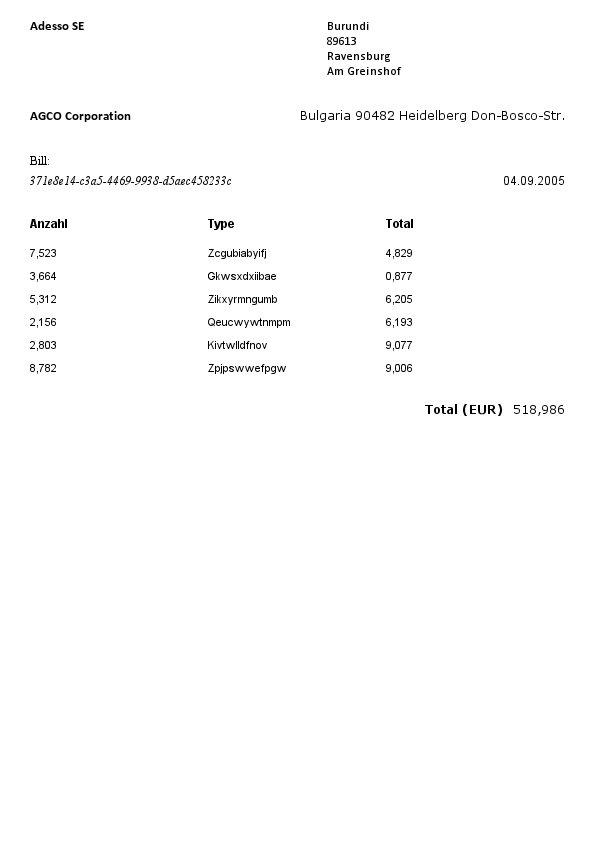 Adesso SE
Burundi
89613
Ravensburg
Am Greinshof
AGCO Corporation
Bulgaria 90482 Heidelberg Don-Bosco-Str.
Bill:
371e8e14-c3a5-4469-9938-d5aec458233c
04.09.2005
Anzahl Type Total
7,523 Zcgubiabyifj 4,829
3,664 Gkwsxdxiibae 0,877
5,312 Zikxyrmngumb 6,205
2,156 Qeucwywtnmpm 6,193
2,803 Kivtwlldfnov 9,077
8,782 Zpjpswwefpgw 9,006
Total (EUR) 518,986